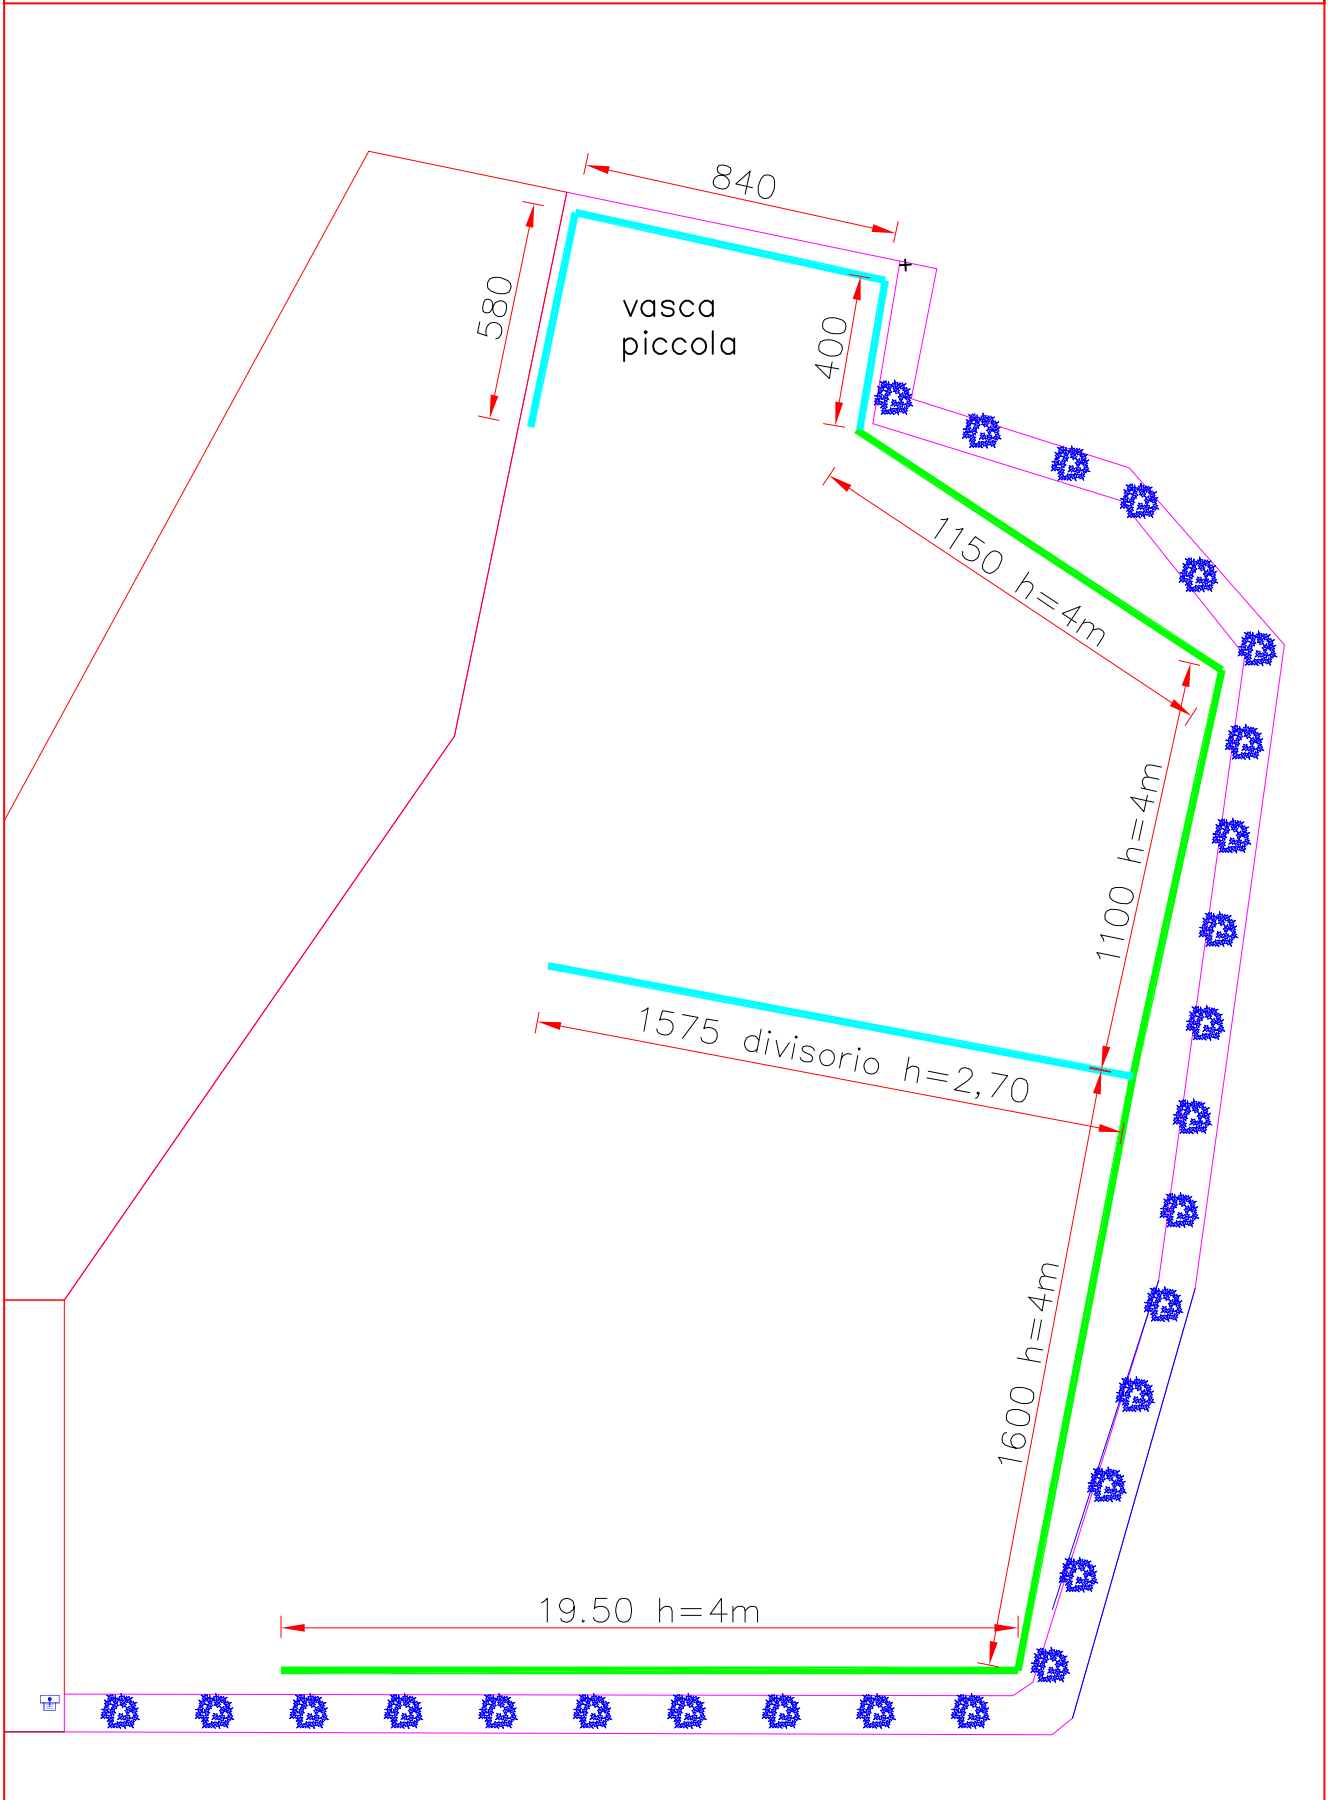 840
580
vasca
piccola
400
1150 h=4m
1100 h=4m
1575 divisorio h=2,70
1600 h=4m
19.50 h=4m